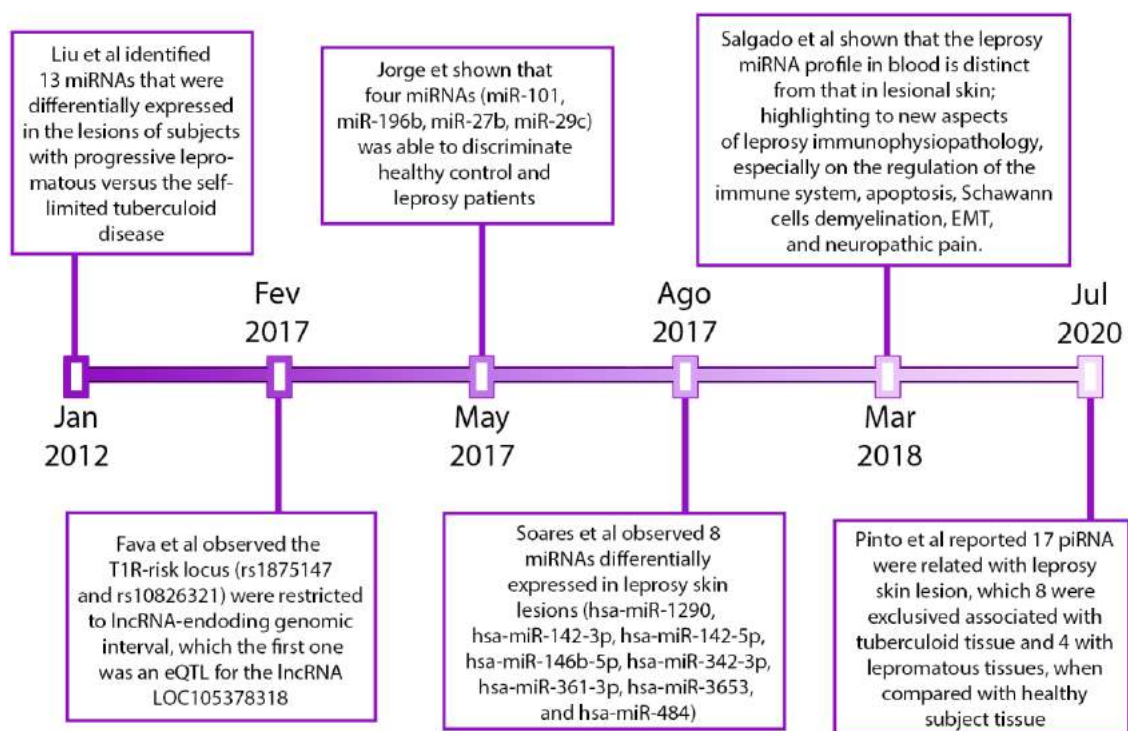 Liu et al identified
13 miRNAs that were
differentially expressed
in the lesions of subjects
with progressive lepro-
matous versus the self-
limited tuberculoid
disease
Jorge et shown that
four miRNAs (miR-101,
miR-196b, miR-27b, miR-29c)
was able to discriminate
healthy control and
leprosy patients
Salgado et al shown that the leprosy
miRNA profile in blood is distinct
from that in lesional skin;
highlighting to new aspects
of leprosy immunophysiopathology,
especially on the regulation of the
immune system, apoptosis, Schawann
cells demyelination, EMT,
and neuropathic pain.
Fev
2017
Ago
2017
Jul
2020
Jan
2012
May
2017
Mar
2018
Fava et al observed the
T1R-risk locus (rs1875147
and rs10826321) were restricted
to lncRNA-endoding genomic
interval, which the first one
was an eQTL for the lncRNA
LOC105378318
Soares et al observed 8
miRNAs differentially
expressed in leprosy skin
lesions (hsa-miR-1290,
hsa-miR-142-3p, hsa-miR-142-5p,
hsa-miR-146b-5p, hsa-miR-342-3p,
hsa-miR-361-3p, hsa-miR-3653,
and hsa-miR-484)
Pinto et al reported 17 piRNA
were related with leprosy
skin lesion, which 8 were
exclusived associated with
tuberculoid tissue and 4 with
lepromatous tissues, when
compared with healthy
subject tissue